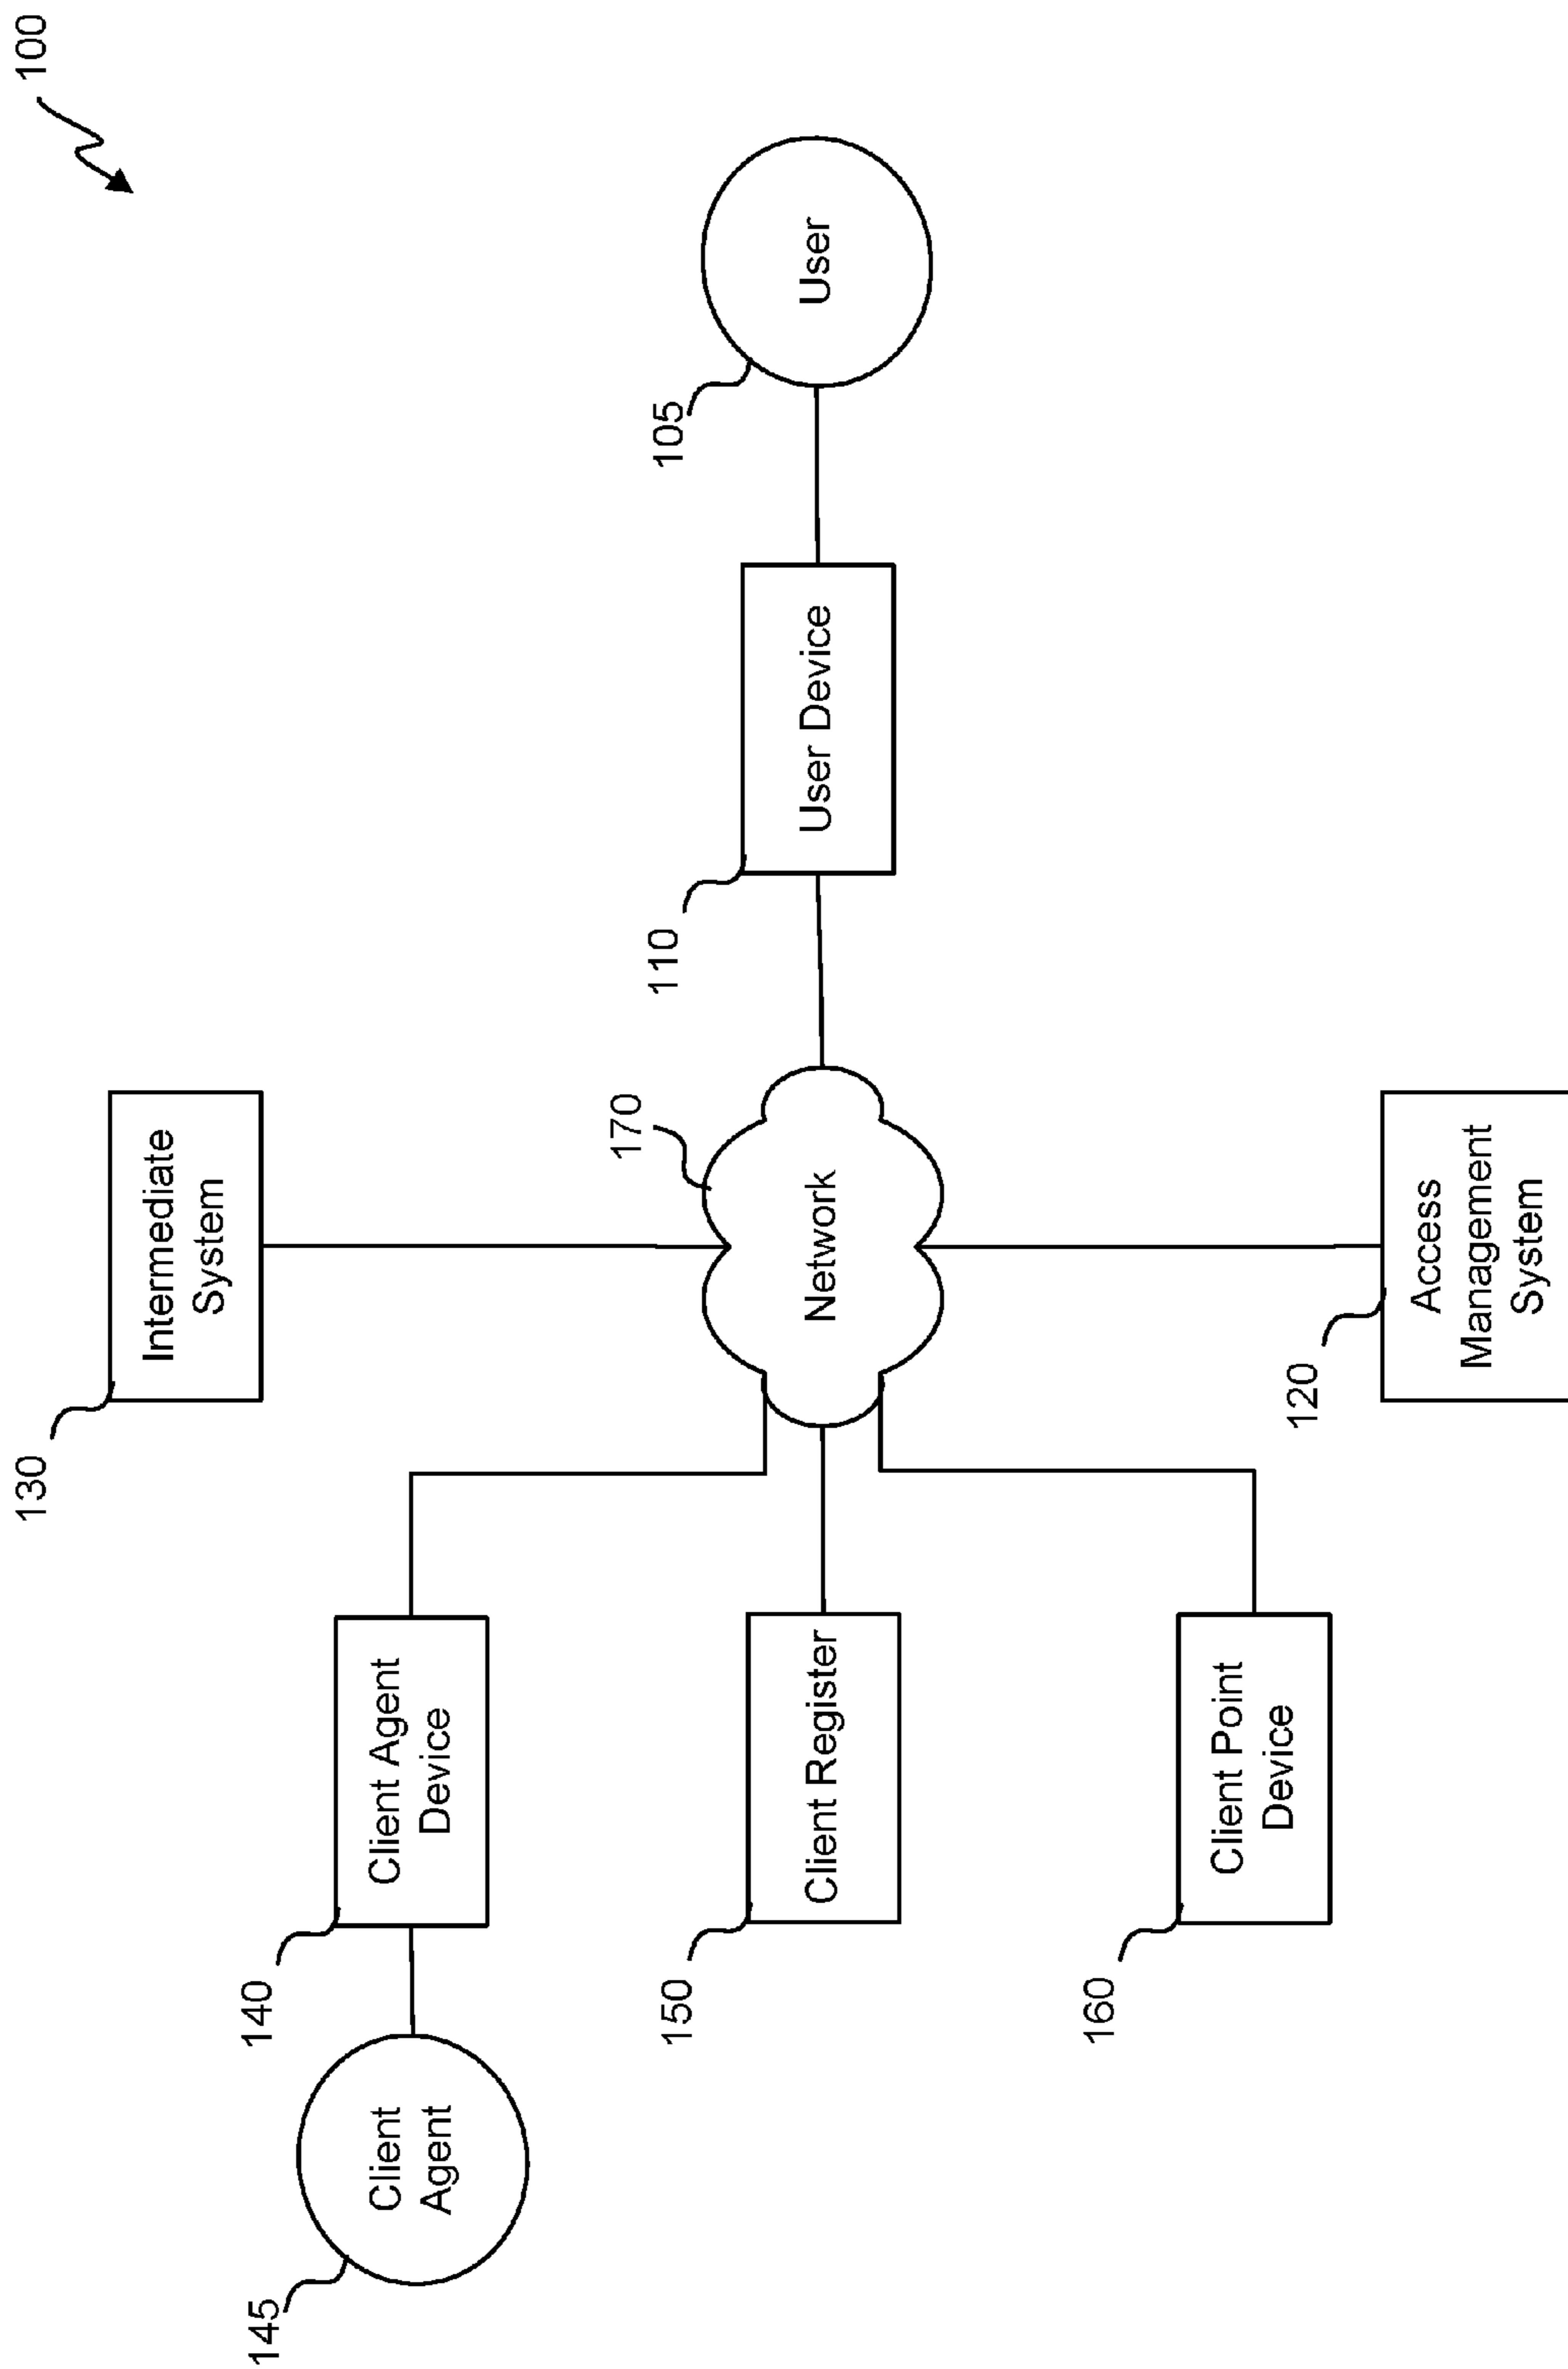 100
130
Intermediate
System
145
Client
Agent
140
Client Agent
Device
170
Network
110
User Device
105
User
150
Client Register
160
Client Point
Device
120
Access
Management
System